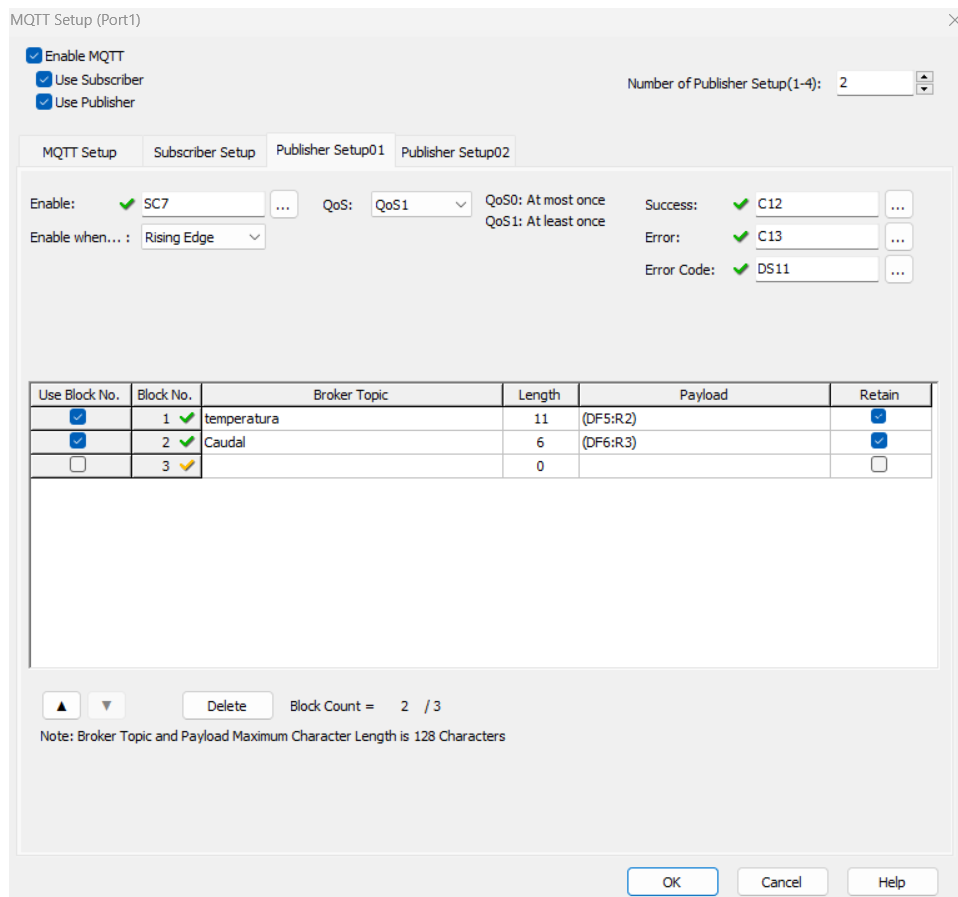 MQTT Setup (Port1)
Enable MQTT
Use Subscriber
Use Publisher
Number of Publisher Setup(1-4): 2
MQTT Setup Subscriber Setup Publisher Setup01 Publisher Setup02
Enable: SC7 ... QoS: QoS1 QoS0: At most once Success: C12 ...
QoS1: At least once
Enable when... : Rising Edge Error: C13 ...
Error Code: DS11 ...
Use Block No. Block No. Broker Topic Length Payload Retain
1 temperatura 11 (DF5:R2)
2 Caudal 6 (DF6:R3)
3 0
Delete Block Count = 2 / 3
Note: Broker Topic and Payload Maximum Character Length is 128 Characters
OK Cancel Help